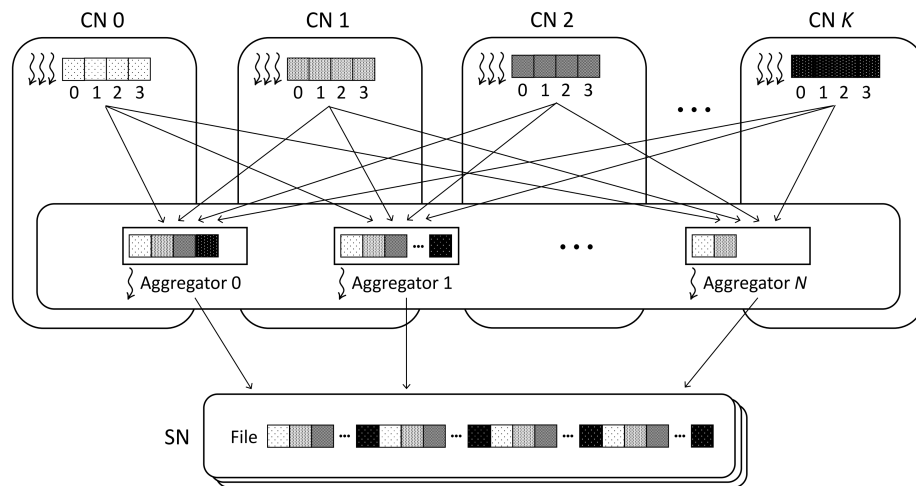 CN 0 CN 1 CN 2 CN K
0 1 2 3 0 1 2 3 0 1 2 3 0 1 2 3
Aggregator 0 Aggregator 1 Aggregator N
SN File